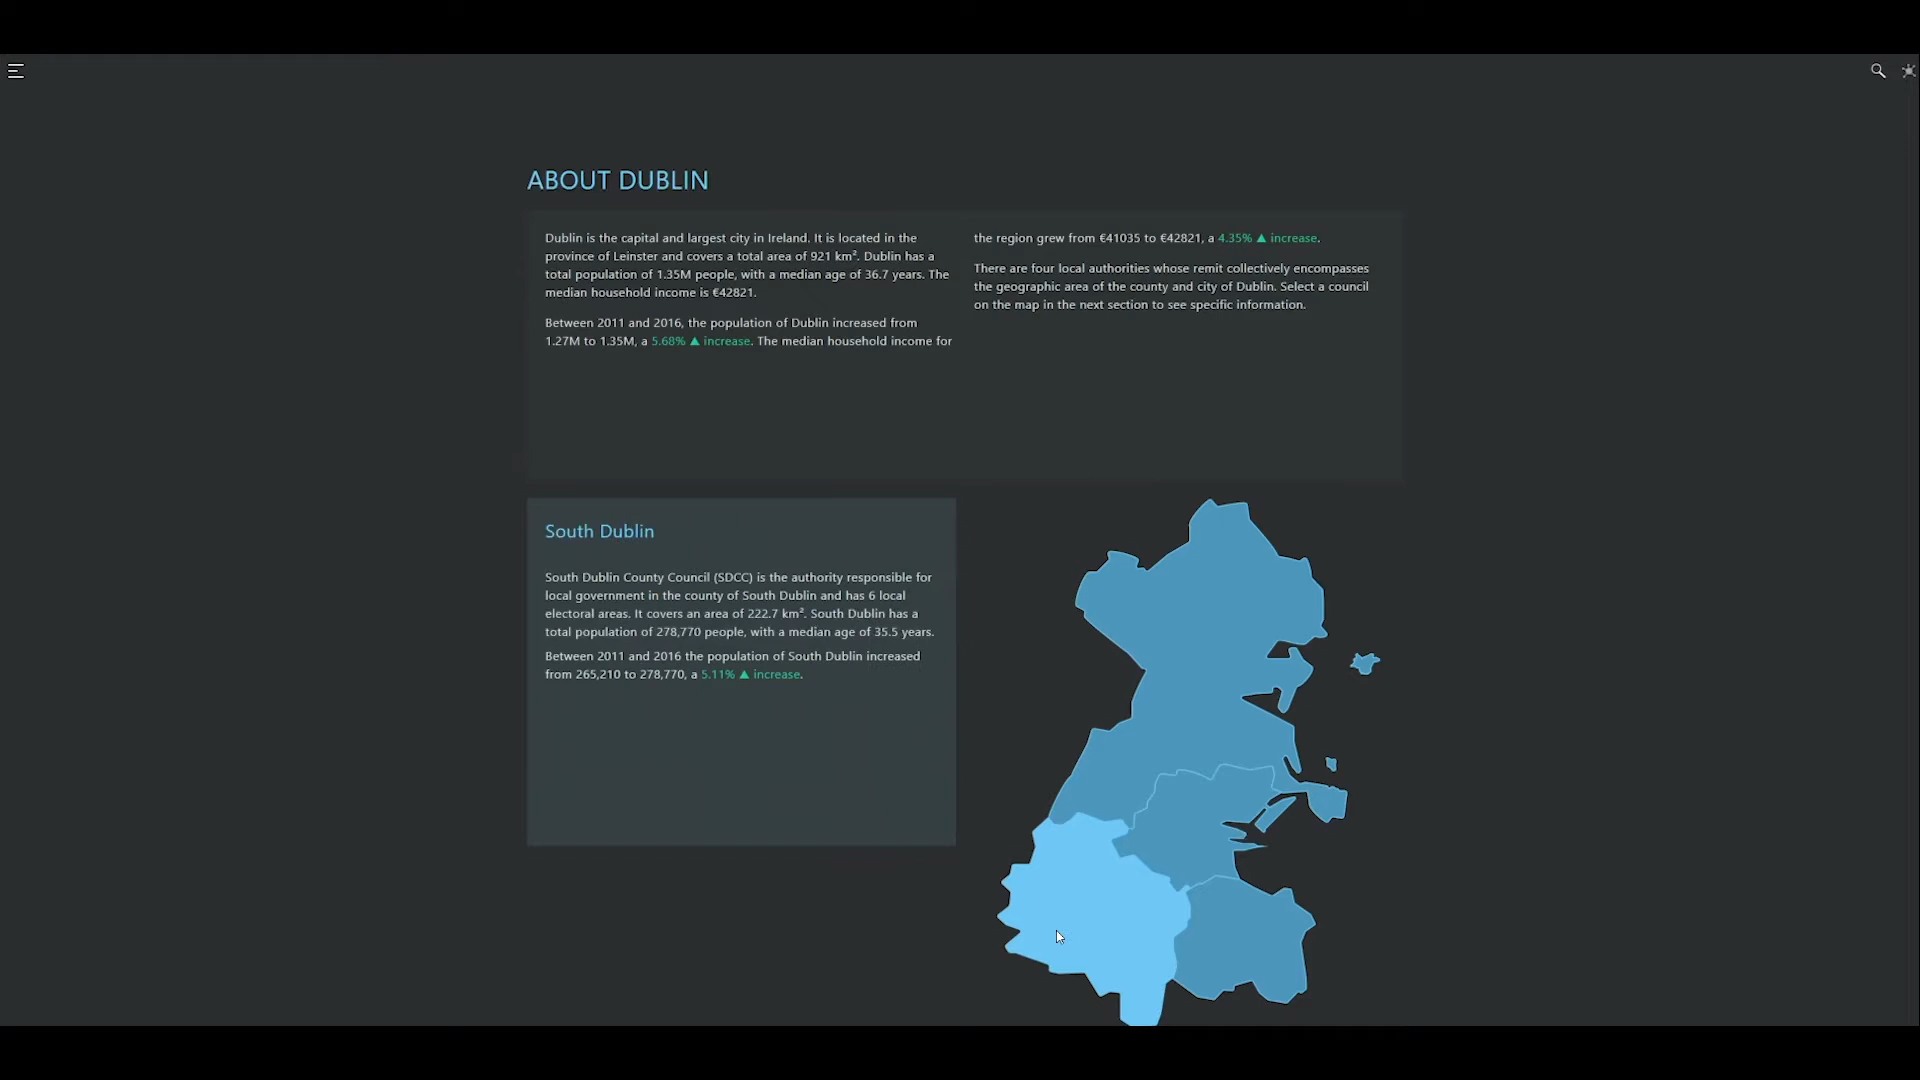 ABOUT DUBLIN
Dublin is the capital and largest city in Ireland. It is located in the
province of Leinster and covers a total area of 921 km². Dublin has a
total population of 1.35M people, with a median age of 36.7 years. The
median household income is €42821.
Between 2011 and 2016, the population of Dublin increased from
1.27M to 1.35M, a 5.68% ▲ increase. The median household income for
the region grew from €41035 to €42821, a 4.35% ▲ increase.
There are four local authorities whose remit collectively encompasses
the geographic area of the county and city of Dublin. Select a council
on the map in the next section to see specific information.
South Dublin
South Dublin County Council (SDCC) is the authority responsible for
local government in the county of South Dublin and has 6 local
electoral areas. It covers an area of 222.7 km². South Dublin has a
total population of 278,770 people, with a median age of 35.5 years.
Between 2011 and 2016 the population of South Dublin increased
from 265,210 to 278,770, a 5.11% ▲ increase.